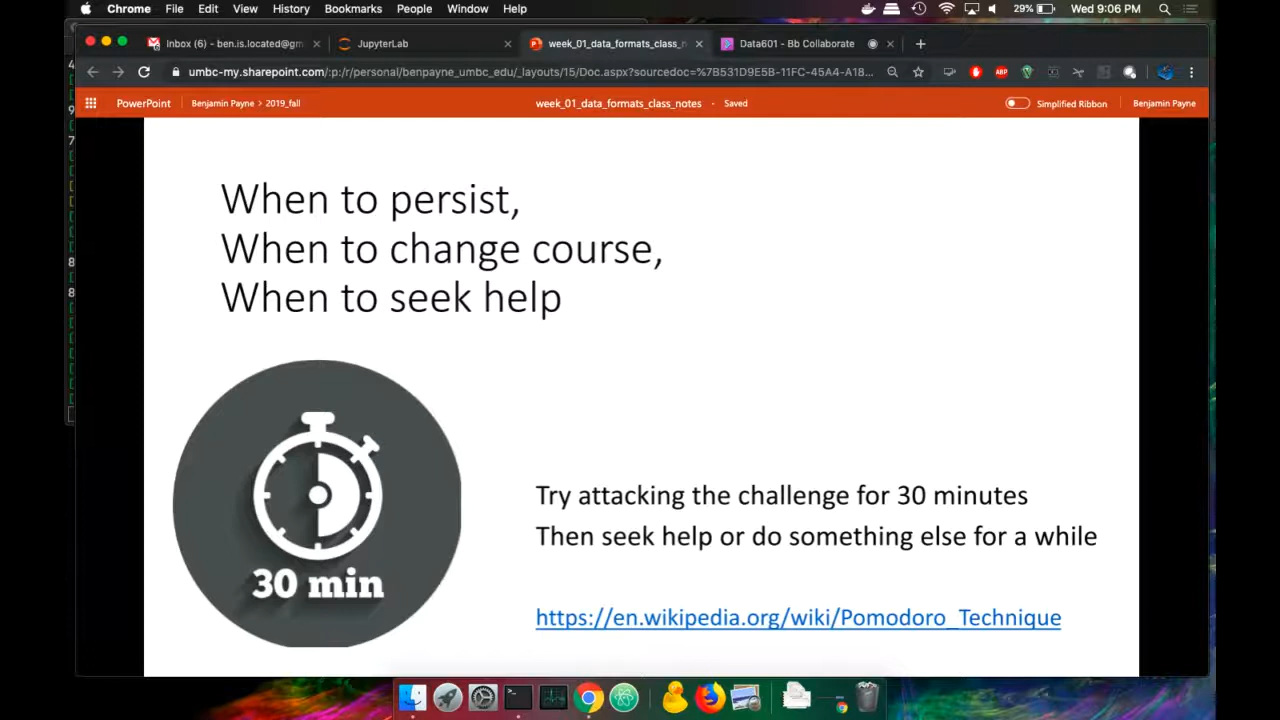 Chrome File Edit View History Bookmarks People Window Help 29% Wed 9:06 PM
Inbox (6) - ben.is.located@gm JupyterLab week_01_data_formats_class_n Data601 - Bb Collaborate
umbc-my.sharepoint.com/:p:/r/personal/benpayne_umbc_edu/_layouts/15/Doc.aspx?sourcedoc=%7B531D9E5B-11FC-45A4-A18... ABP
PowerPoint Benjamin Payne > 2019_fall week_01_data_formats_class_notes - Saved Simplified Ribbon Benjamin Payne
When to persist,
When to change course,
When to seek help
30 min
Try attacking the challenge for 30 minutes
Then seek help or do something else for a while
https://en.wikipedia.org/wiki/Pomodoro_Technique